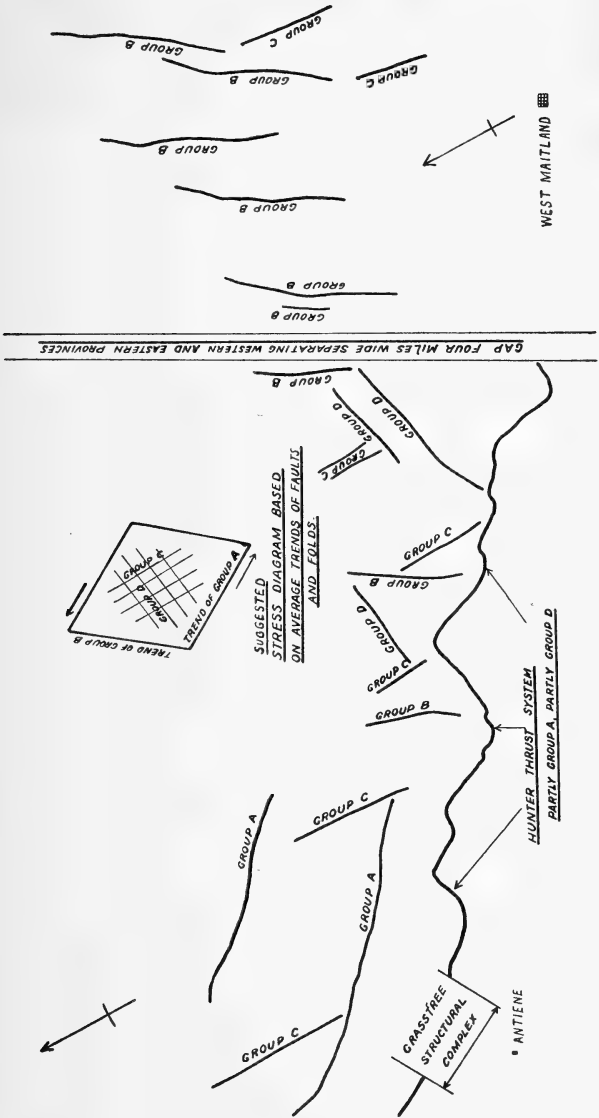 GROUP C
GROUP B
GROUP B
GROUP C
GROUP B
GROUP B
GROUP B
GROUP B
WEST MAITLAND
GAP FOUR MILES WIDE SEPARATING WESTERN AND EASTERN PROVINCES
GROUP B
GROUP D
GROUP D
GROUP C
SUGGESTED
STRESS DIAGRAM BASED
ON AVERAGE TRENDS OF FAULTS
AND FOLDS.
TREND OF GROUP B
GROUP C
GROUP D
TREND OF GROUP A
GROUP C
GROUP B
GROUP D
GROUP C
GROUP B
HUNTER THRUST SYSTEM
PARTLY GROUP A, PARTLY GROUP D
GROUP A
GROUP C
GROUP A
GROUP C
GRASSTREE
STRUCTURAL
COMPLEX
ANTIENE